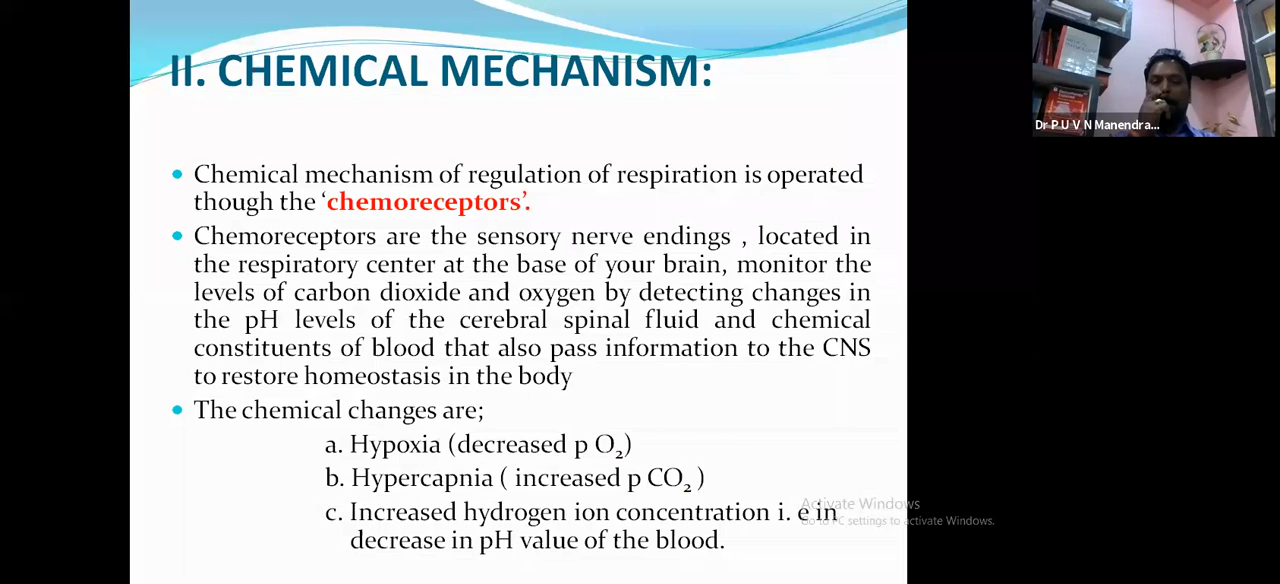 II. CHEMICAL MECHANISM:
Dr P U V N Manendra...
• Chemical mechanism of regulation of respiration is operated
though the ‘chemoreceptors’.
• Chemoreceptors are the sensory nerve endings , located in
the respiratory center at the base of your brain, monitor the
levels of carbon dioxide and oxygen by detecting changes in
the pH levels of the cerebral spinal fluid and chemical
constituents of blood that also pass information to the CNS
to restore homeostasis in the body
• The chemical changes are;
a. Hypoxia (decreased p O₂)
b. Hypercapnia ( increased p CO₂ )
c. Increased hydrogen ion concentration i. e in
decrease in pH value of the blood.
Activate Windows
Go to PC settings to activate Windows.